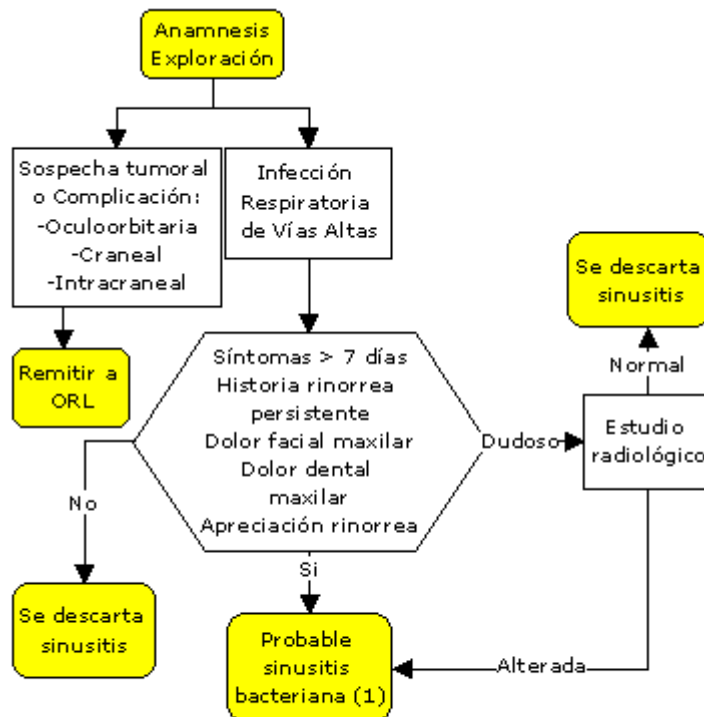 Anamnesis
Exploración
Sospecha tumoral
o Complicación:
-Oculoorbitaria
-Craneal
-Intracraneal
Infección
Respiratoria
de Vías Altas
Se descarta
sinusitis
Remitir a
ORL
Síntomas > 7 días
Historia rinorrea
persistente
Dolor facial maxilar
Dolor dental
maxilar
Apreciación rinorrea
Dudoso
Normal
Estudio
radiológico
No
Si
Se descarta
sinusitis
Probable
sinusitis
bacteriana (1)
Alterada